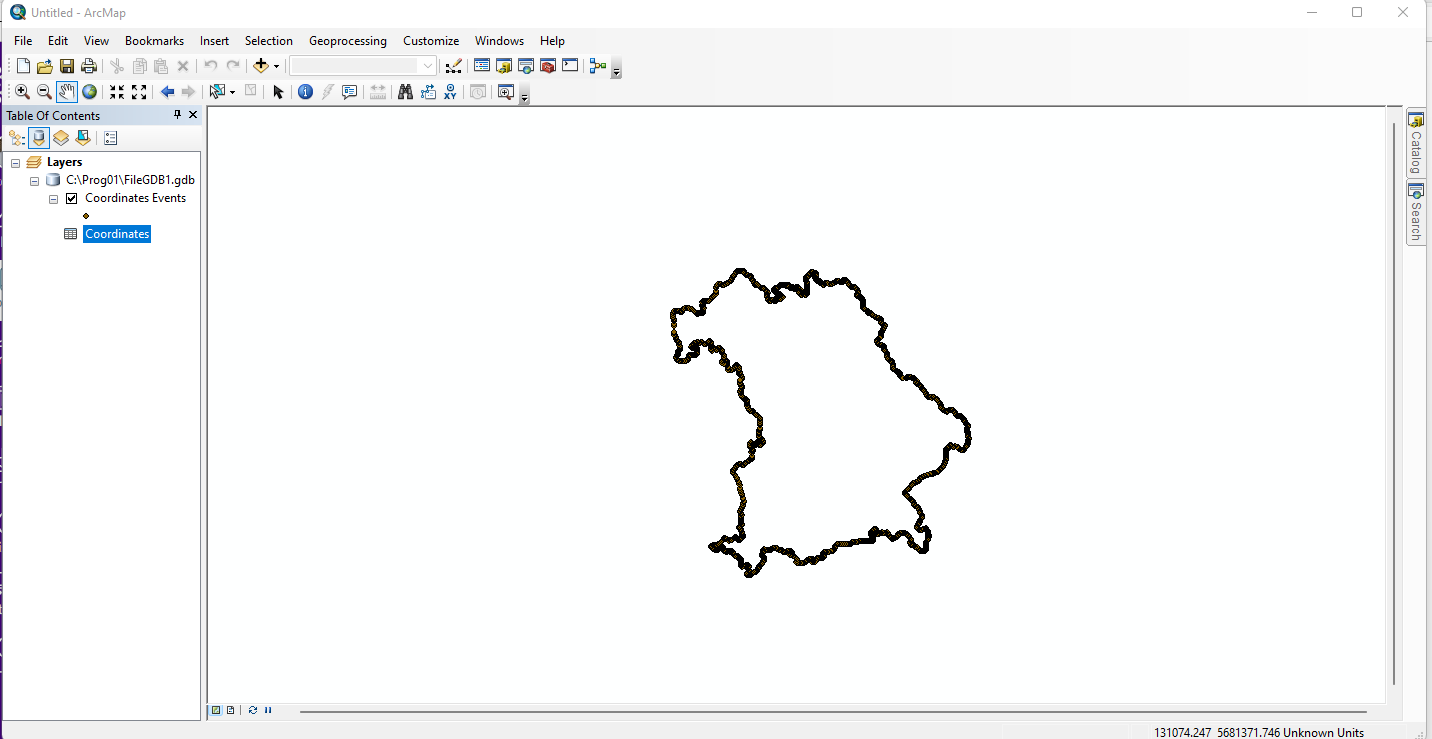 Untitled - ArcMap
File Edit View Bookmarks Insert Selection Geoprocessing Customize Windows Help
XY
Table Of Contents
Layers
C:\Prog01\FileGDB1.gdb
Coordinates Events
Coordinates
Catalog
Search
131074.247 5681371.746 Unknown Units